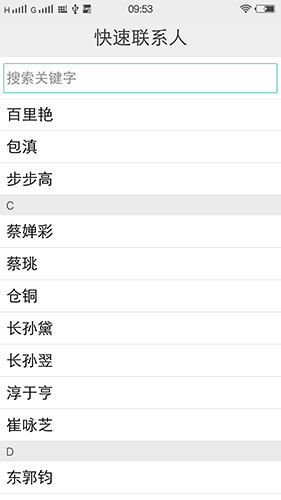 H G 09:53
快速联系人
搜索关键字
百里艳
包滇
步步高
C
蔡婵彩
蔡珧
仓铜
长孙黛
长孙翌
淳于亨
崔咏芝
D
东郭钧